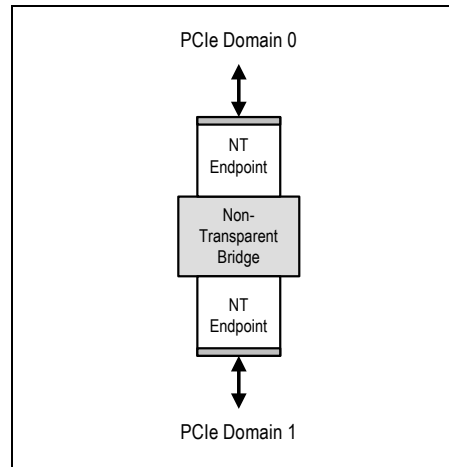 PCIe Domain 0
NT
Endpoint
Non-
Transparent
Bridge
NT
Endpoint
PCIe Domain 1